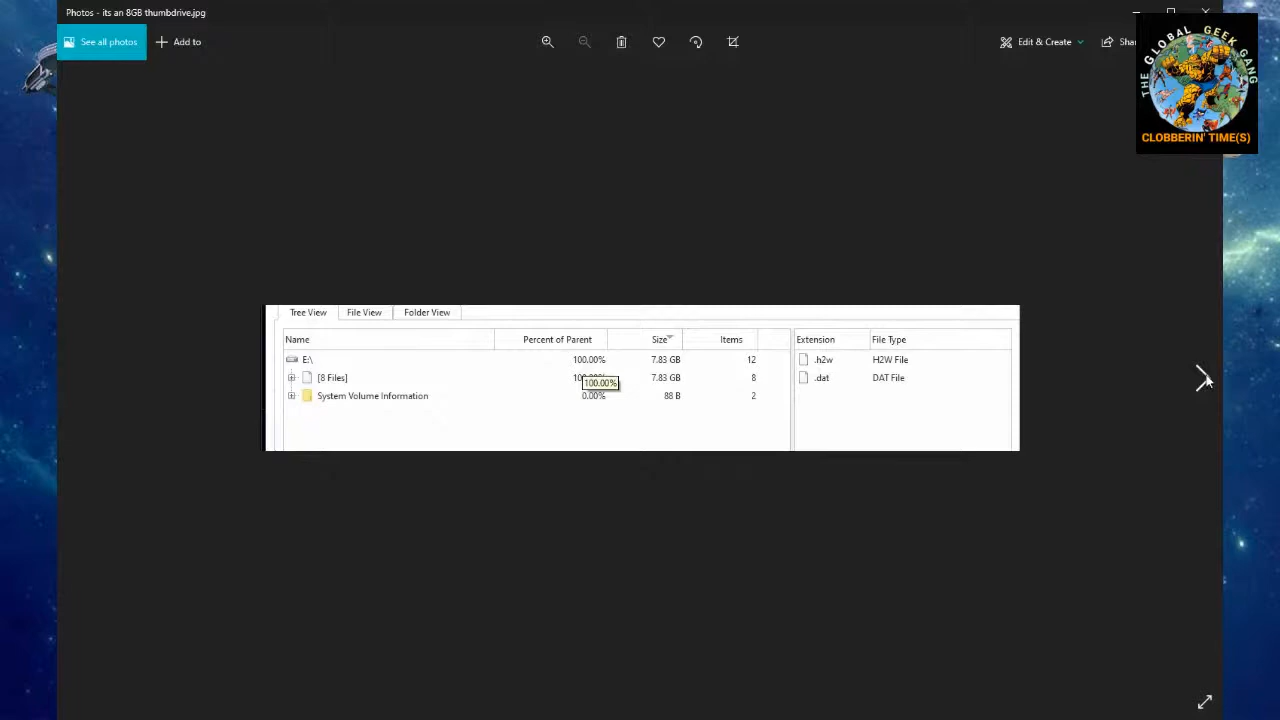 Photos - its an 8GB thumbdrive.jpg
See all photos
Add to
Edit & Create
THE GLOBAL GEEK GANG
CLOBBERIN' TIME(S)
Tree View File View Folder View
Name Percent of Parent Size Items Extension File Type
E:\ 100.00% 7.83 GB 12 .h2w H2W File
[8 Files] 7.83 GB 8 .dat DAT File
100.00%
System Volume Information 0.00% 88 B 2